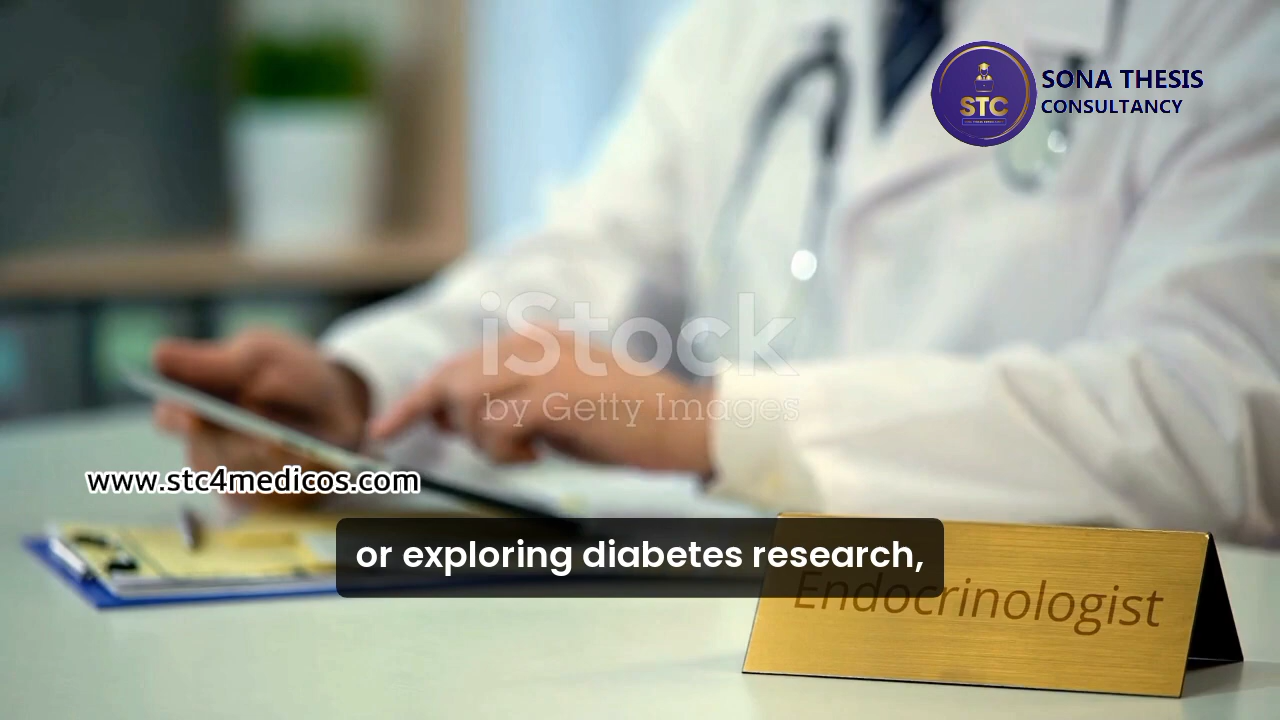 STC
SONA THESIS
CONSULTANCY
iStock
by Getty Images
www.stc4medicos.com
or exploring diabetes research,
Endocrinologist